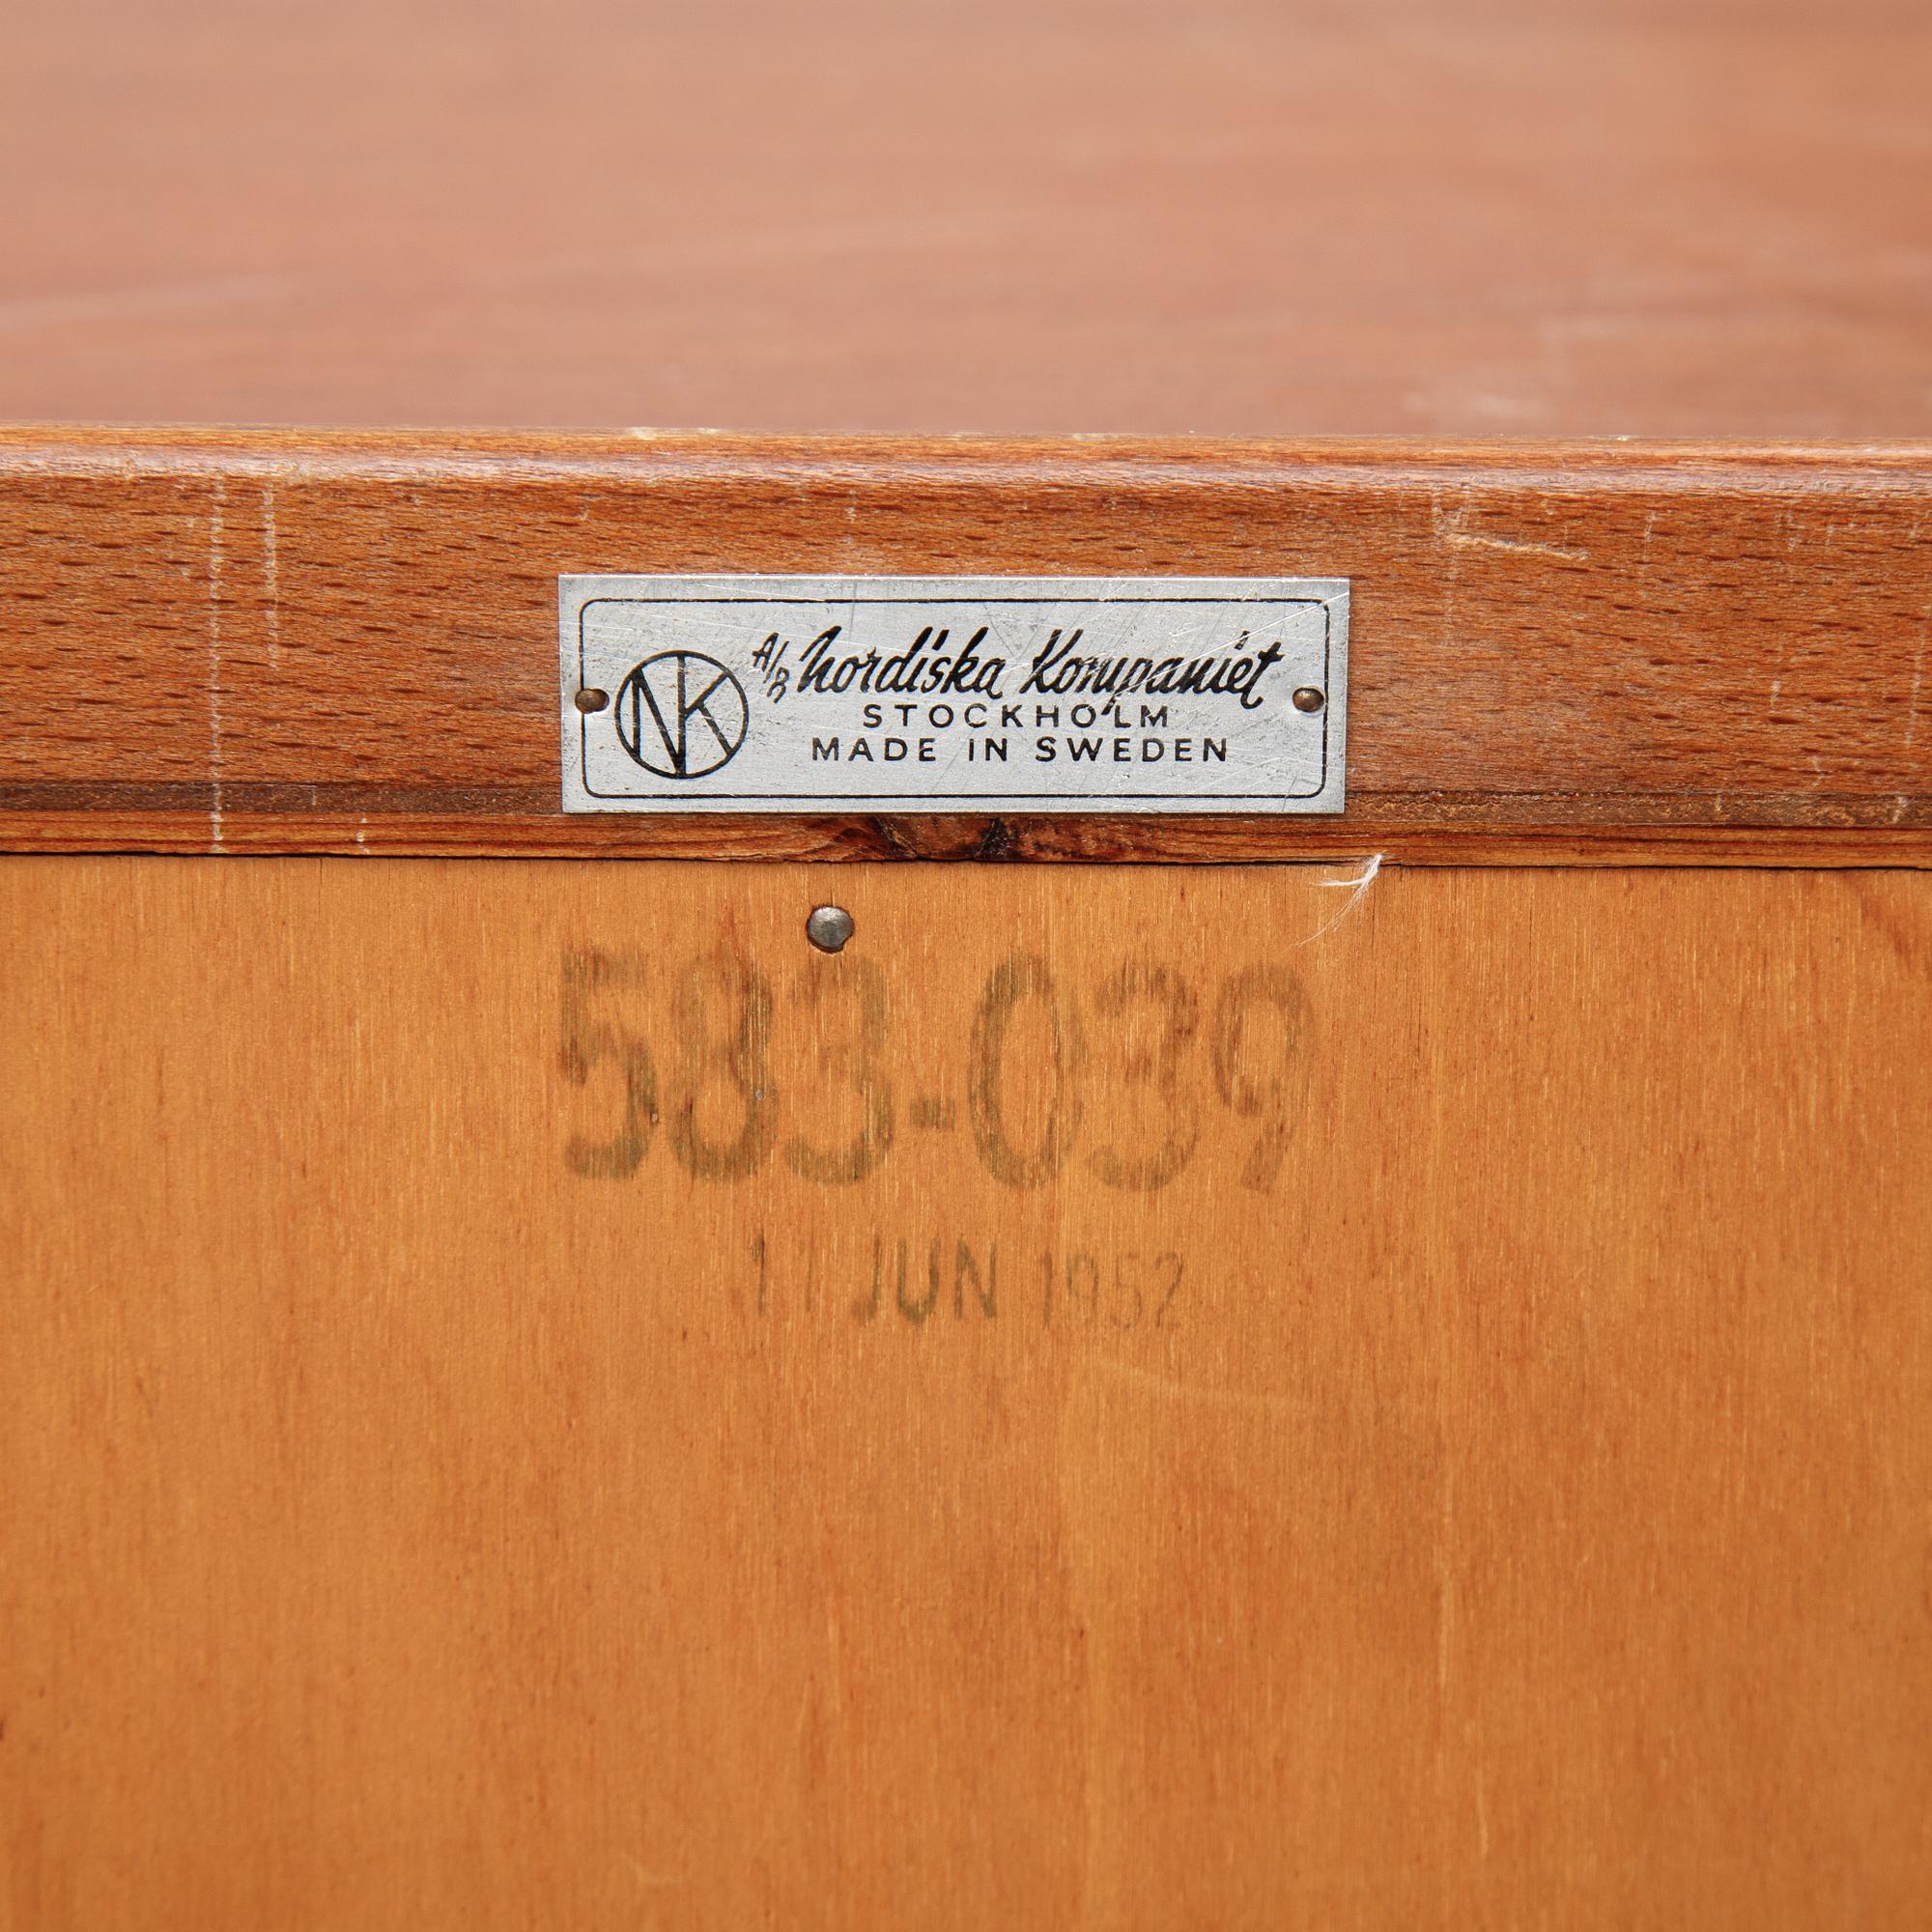 NK
A/B Nordiska Kompaniet
STOCKHOLM
MADE IN SWEDEN
583-039
11 JUN 1952